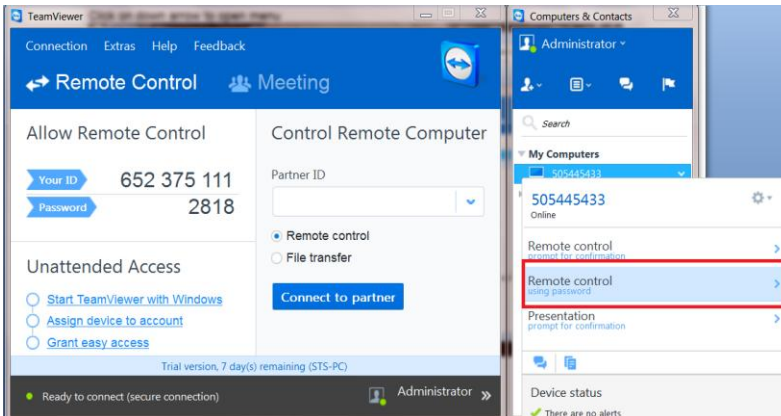 TeamViewer
Connection Extras Help Feedback
Remote Control Meeting
Allow Remote Control
Your ID 652 375 111
Password 2818
Unattended Access
Start TeamViewer with Windows
Assign device to account
Grant easy access
Control Remote Computer
Partner ID
Remote control
File transfer
Connect to partner
Trial version, 7 day(s) remaining (STS-PC)
Ready to connect (secure connection)
Administrator
Computers & Contacts
Administrator
Search
My Computers
505445433
505445433
Online
Remote control
prompt for confirmation
Remote control
using password
Presentation
prompt for confirmation
Device status
There are no alerts